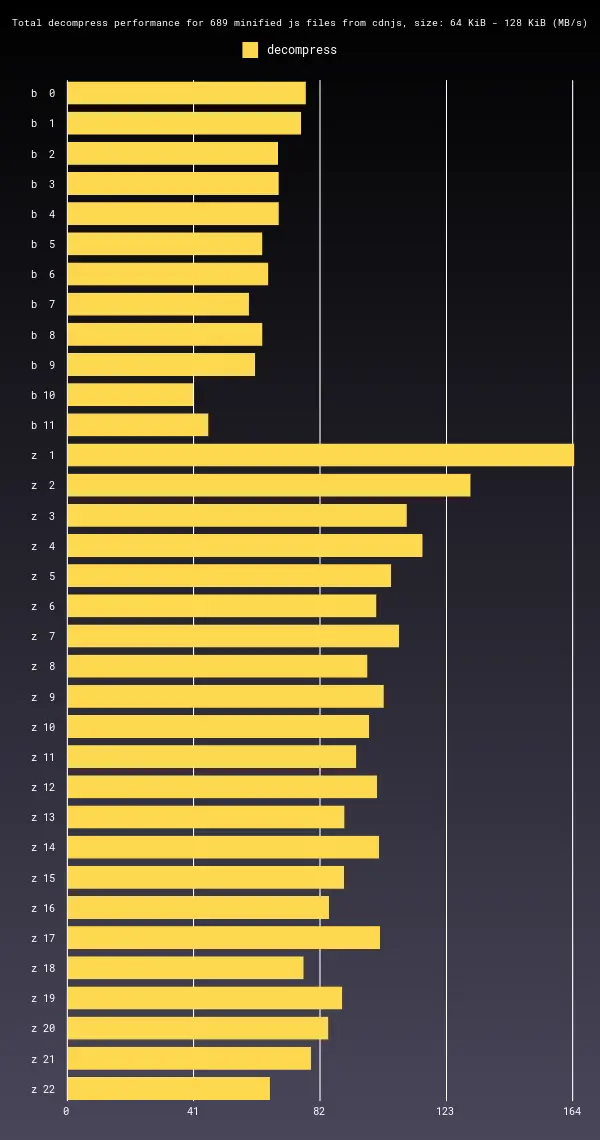 Total decompress performance for 689 minified js files from cdnjs, size: 64 KiB - 128 KiB (MB/s)
decompress
b 0
b 1
b 2
b 3
b 4
b 5
b 6
b 7
b 8
b 9
b 10
b 11
z 1
z 2
z 3
z 4
z 5
z 6
z 7
z 8
z 9
z 10
z 11
z 12
z 13
z 14
z 15
z 16
z 17
z 18
z 19
z 20
z 21
z 22
0 41 82 123 164